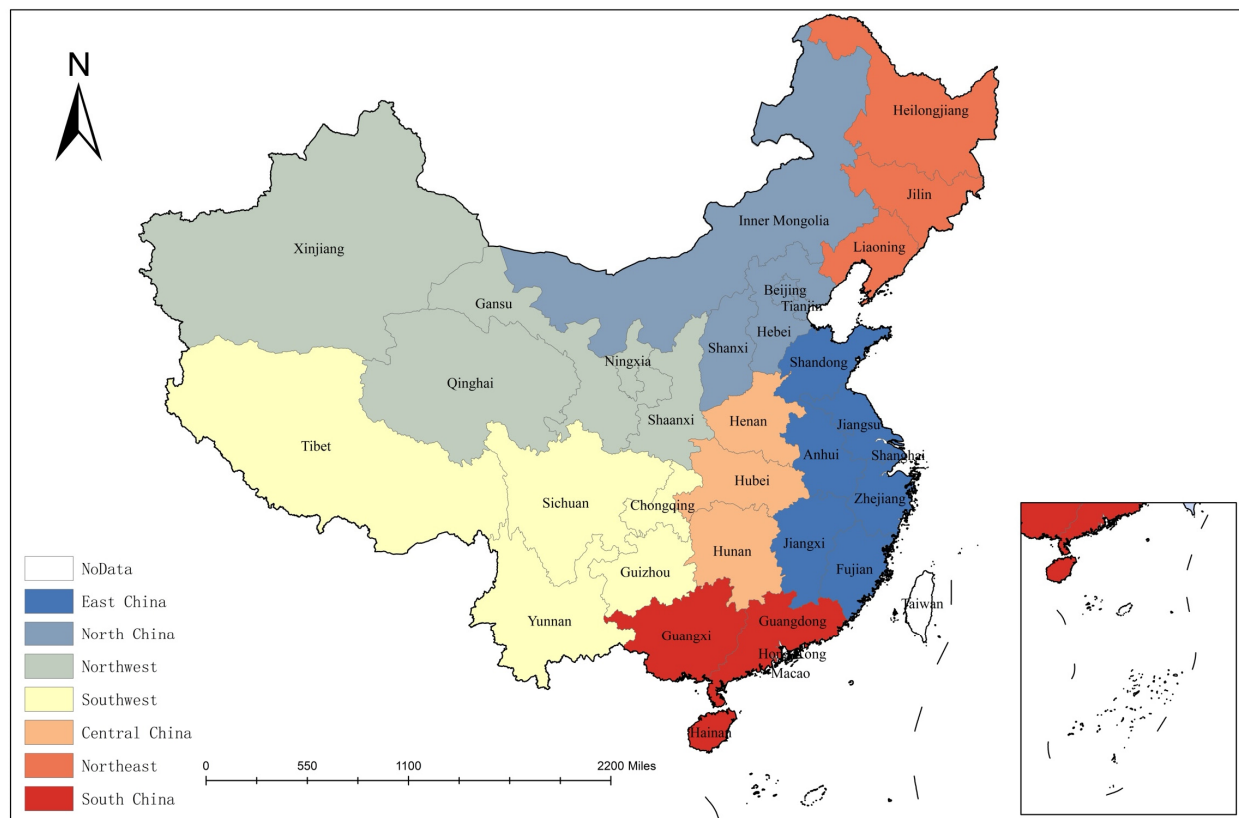 N
Heilongjiang
Jilin
Inner Mongolia
Liaoning
Xinjiang
Beijing
Tianjin
Gansu
Hebei
Shanxi
Ningxia
Shandong
Qinghai
Shaanxi
Henan
Jiangsu
Tibet
Anhui
Shanghai
Hubei
Sichuan
Chongqing
Zhejiang
Hunan
Jiangxi
Guizhou
Fujian
Taiwan
Yunnan
Guangxi
Guangdong
Hong Kong
Macao
Hainan
NoData
East China
North China
Northwest
Southwest
Central China
Northeast
South China
0 550 1100 2200 Miles